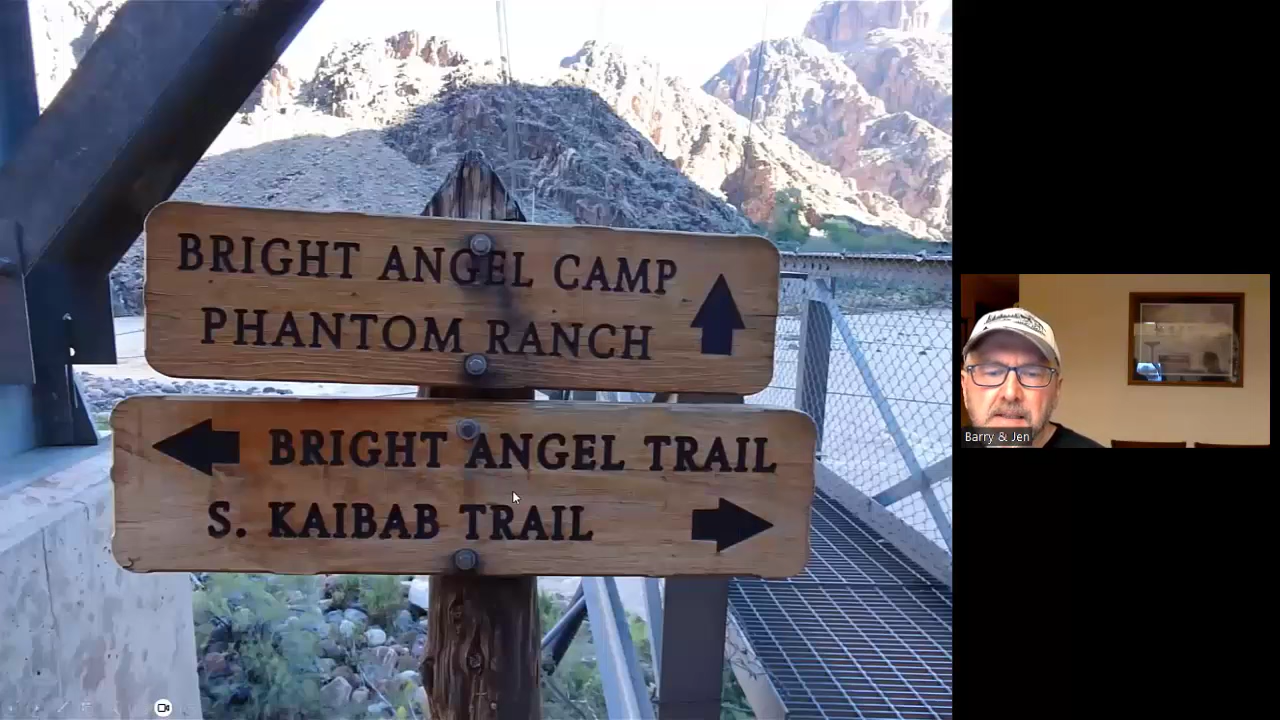 BRIGHT ANGEL CAMP
PHANTOM RANCH
BRIGHT ANGEL TRAIL
S. KAIBAB TRAIL
Barry & Jen